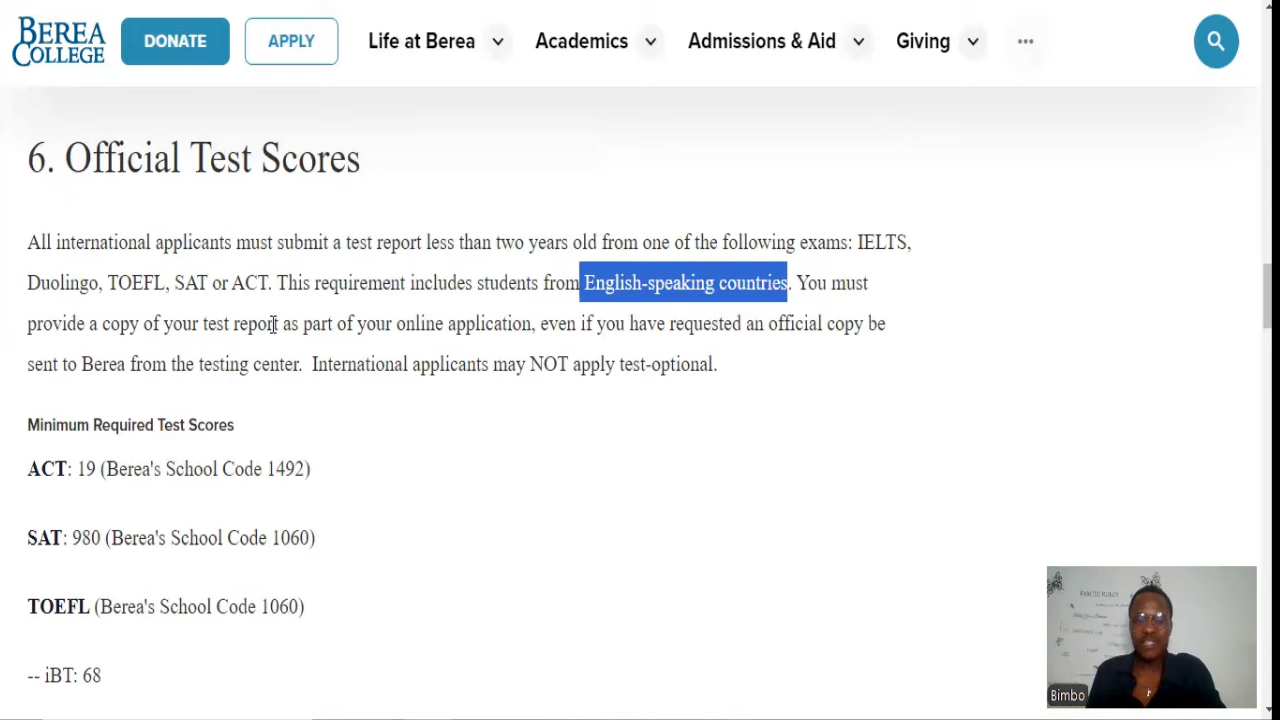 BEREA
COLLEGE
DONATE
APPLY
Life at Berea
Academics
Admissions & Aid
Giving
•••
6. Official Test Scores
All international applicants must submit a test report less than two years old from one of the following exams: IELTS,
Duolingo, TOEFL, SAT or ACT. This requirement includes students from English-speaking countries. You must
provide a copy of your test report as part of your online application, even if you have requested an official copy be
sent to Berea from the testing center.  International applicants may NOT apply test-optional.
Minimum Required Test Scores
ACT: 19 (Berea's School Code 1492)
SAT: 980 (Berea's School Code 1060)
TOEFL (Berea's School Code 1060)
-- iBT: 68
Bimbo